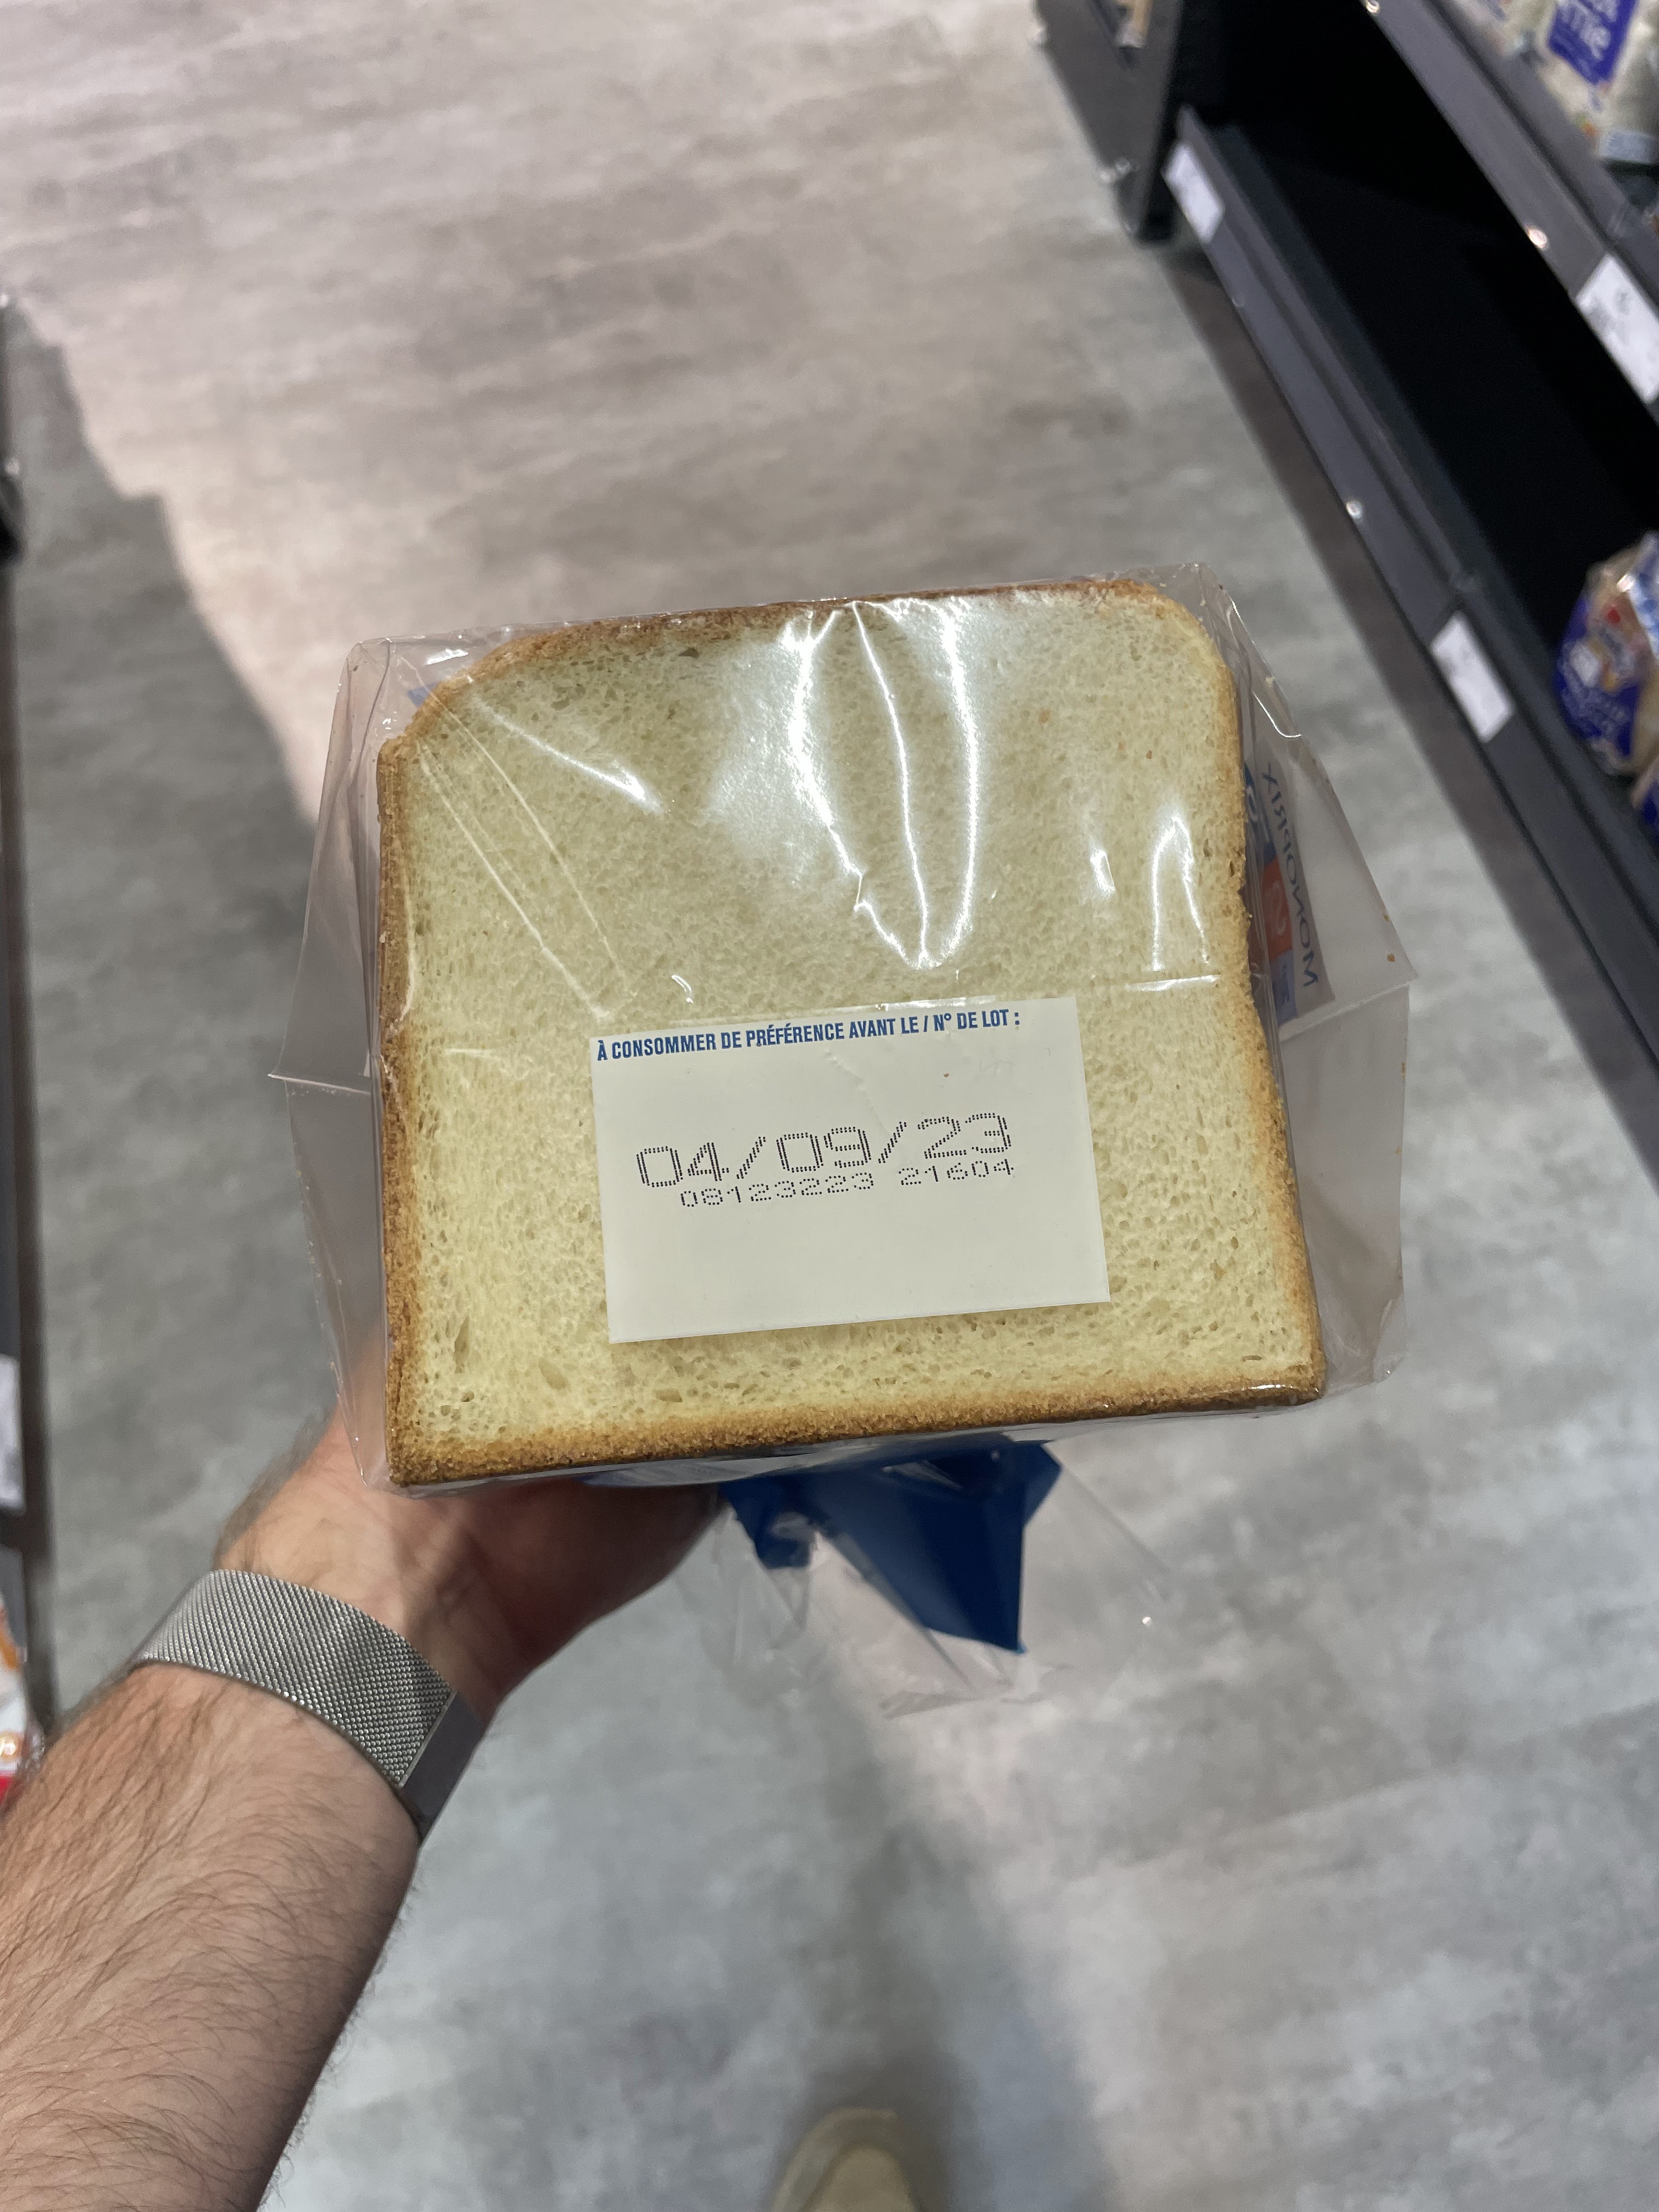 À CONSOMMER DE PRÉFÉRENCE AVANT LE / N° DE LOT :
04/09/23
08123223 21604
MONOPRIX